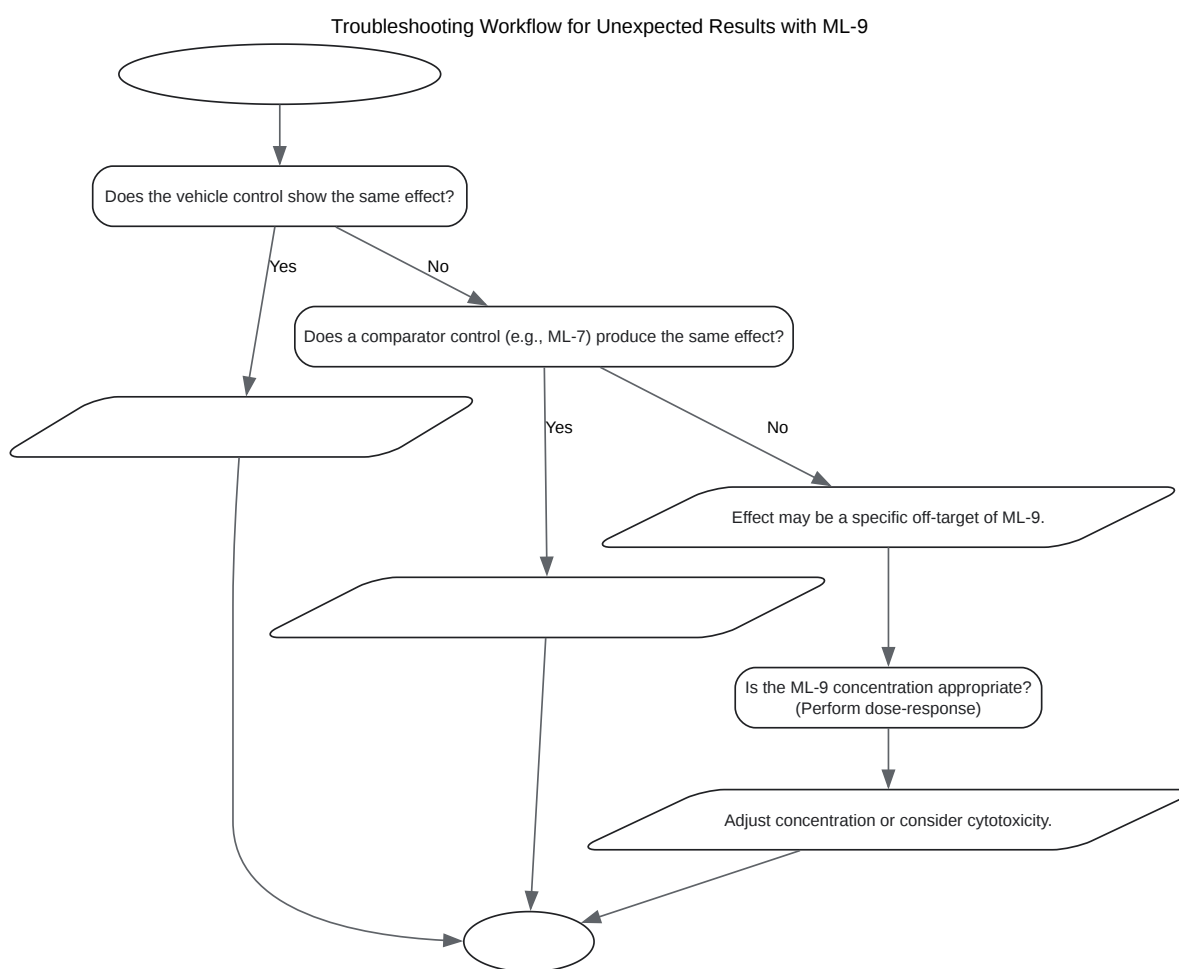 Troubleshooting Workflow for Unexpected Results with ML-9
Does the vehicle control show the same effect?
Yes
No
Does a comparator control (e.g., ML-7) produce the same effect?
Yes
No
Effect may be a specific off-target of ML-9.
Is the ML-9 concentration appropriate?
(Perform dose-response)
Adjust concentration or consider cytotoxicity.